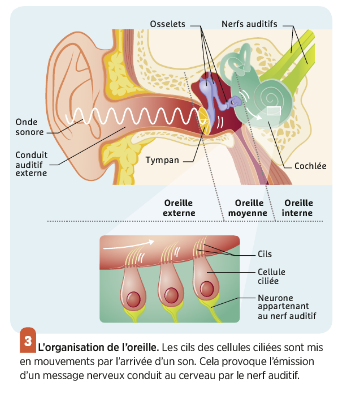 Osselets
Nerfs auditifs
Onde
sonore
Conduit
auditif
externe
Tympan
Cochlée
Oreille
externe
Oreille
moyenne
Oreille
interne
Cils
Cellule
ciliée
Neurone
appartenant
au nerf auditif
3 L'organisation de l'oreille. Les cils des cellules ciliées sont mis
en mouvements par l'arrivée d'un son. Cela provoque l'émission
d'un message nerveux conduit au cerveau par le nerf auditif.